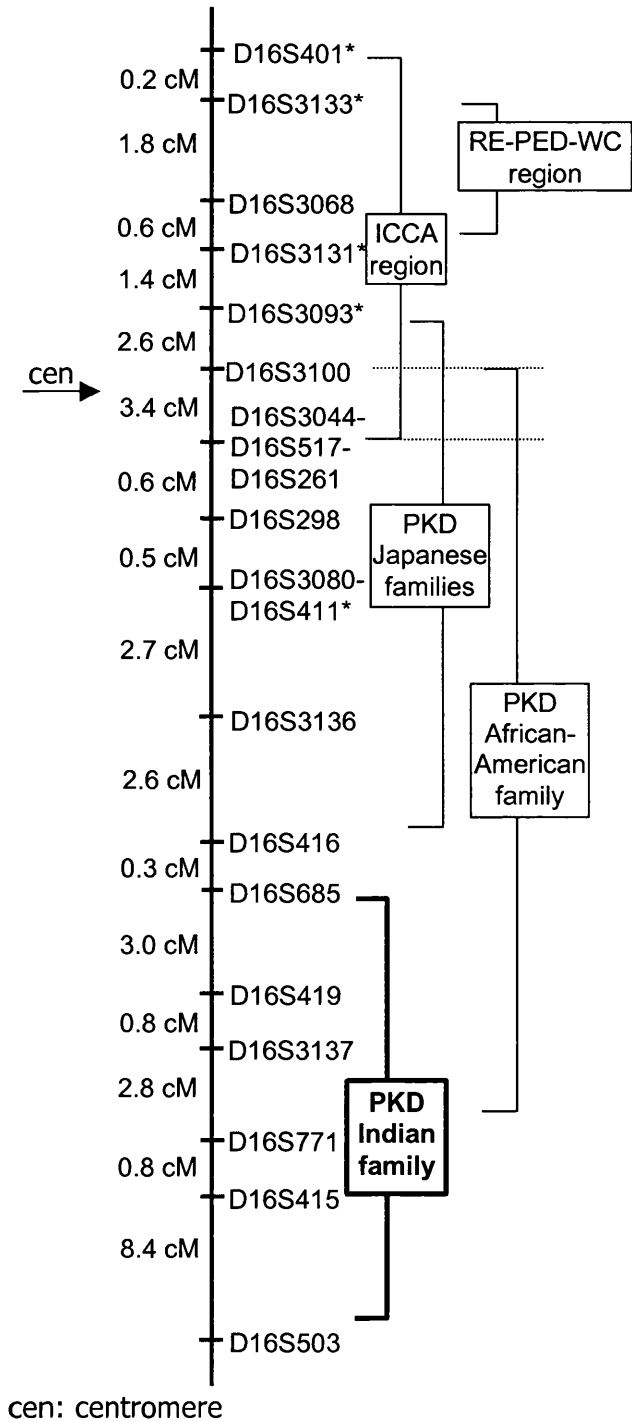 D16S401*
0.2 cM
D16S3133*
1.8 cM
RE-PED-WC
region
D16S3068
0.6 cM
ICCA
region
D16S3131*
1.4 cM
D16S3093*
2.6 cM
cen
D16S3100
3.4 cM
D16S3044-
D16S517-
D16S261
0.6 cM
D16S298
PKD
Japanese
families
0.5 cM
D16S3080-
D16S411*
2.7 cM
D16S3136
PKD
African-
American
family
2.6 cM
D16S416
0.3 cM
D16S685
3.0 cM
D16S419
0.8 cM
D16S3137
2.8 cM
PKD
Indian
family
D16S771
0.8 cM
D16S415
8.4 cM
D16S503
cen: centromere